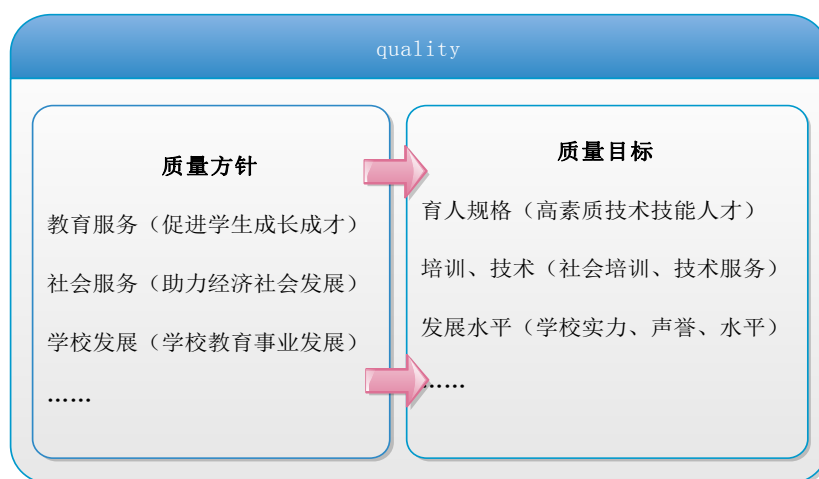 quality
质量方针
教育服务（促进学生成长成才）
社会服务（助力经济社会发展）
学校发展（学校教育事业发展）
……
质量目标
育人规格（高素质技术技能人才）
培训、技术（社会培训、技术服务）
发展水平（学校实力、声誉、水平）
……